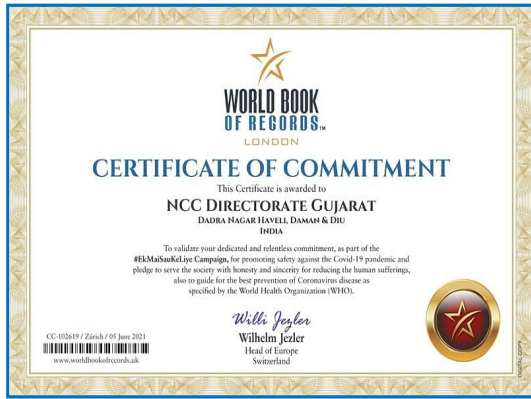 WORLD BOOK
OF RECORDS™
LONDON
CERTIFICATE OF COMMITMENT
This Certificate is awarded to
NCC DIRECTORATE GUJARAT
DADRA NAGAR HAVELI, DAMAN & DIU
INDIA
To validate your dedicated and relentless commitment, as part of the
#EkMaiSauKeLiye Campaign, for promoting safety against the Covid-19 pandemic and
pledge to serve the society with honesty and sincerity for reducing the human sufferings,
also to guide for the best prevention of Coronavirus disease as
specified by the World Health Organization (WHO).
Willi Jezler
Wilhelm Jezler
Head of Europe
Switzerland
CC-102619 / Zürich / 05 June 2021
www.worldbookofrecords.uk
DIGITAL COPY